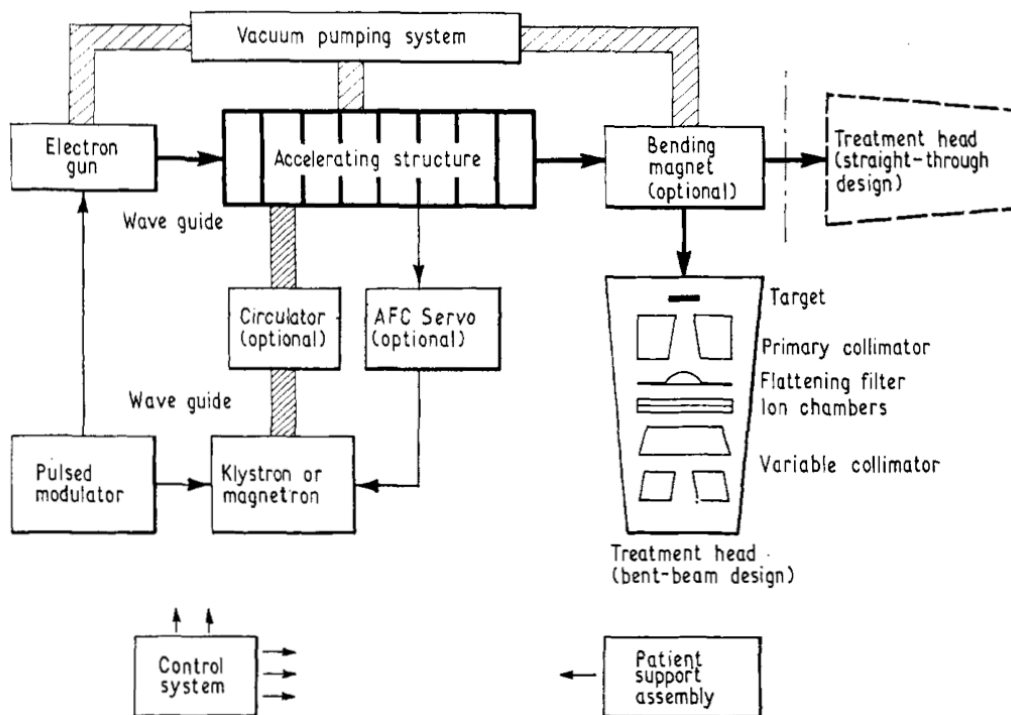 Vacuum pumping system
Electron
gun
Accelerating structure
Bending
magnet
(optional)
Treatment head
(straight-through
design)
Wave guide
Circulator
(optional)
AFC Servo
(optional)
Target
Primary collimator
Flattening filter
Ion chambers
Variable collimator
Wave guide
Pulsed
modulator
Klystron or
magnetron
Treatment head
(bent-beam design)
Control
system
Patient
support
assembly